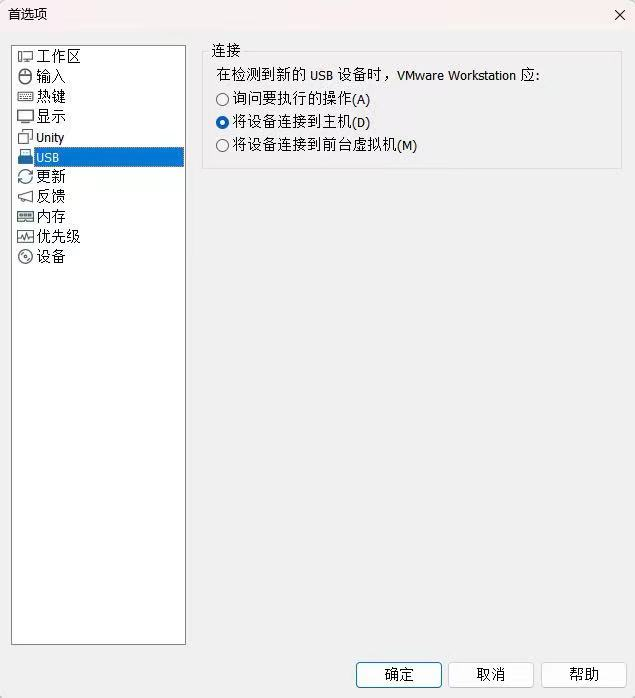 首选项
工作区
输入
热键
显示
Unity
USB
更新
反馈
内存
优先级
设备
连接
在检测到新的 USB 设备时，VMware Workstation 应:
询问要执行的操作(A)
将设备连接到主机(D)
将设备连接到前台虚拟机(M)
确定
取消
帮助